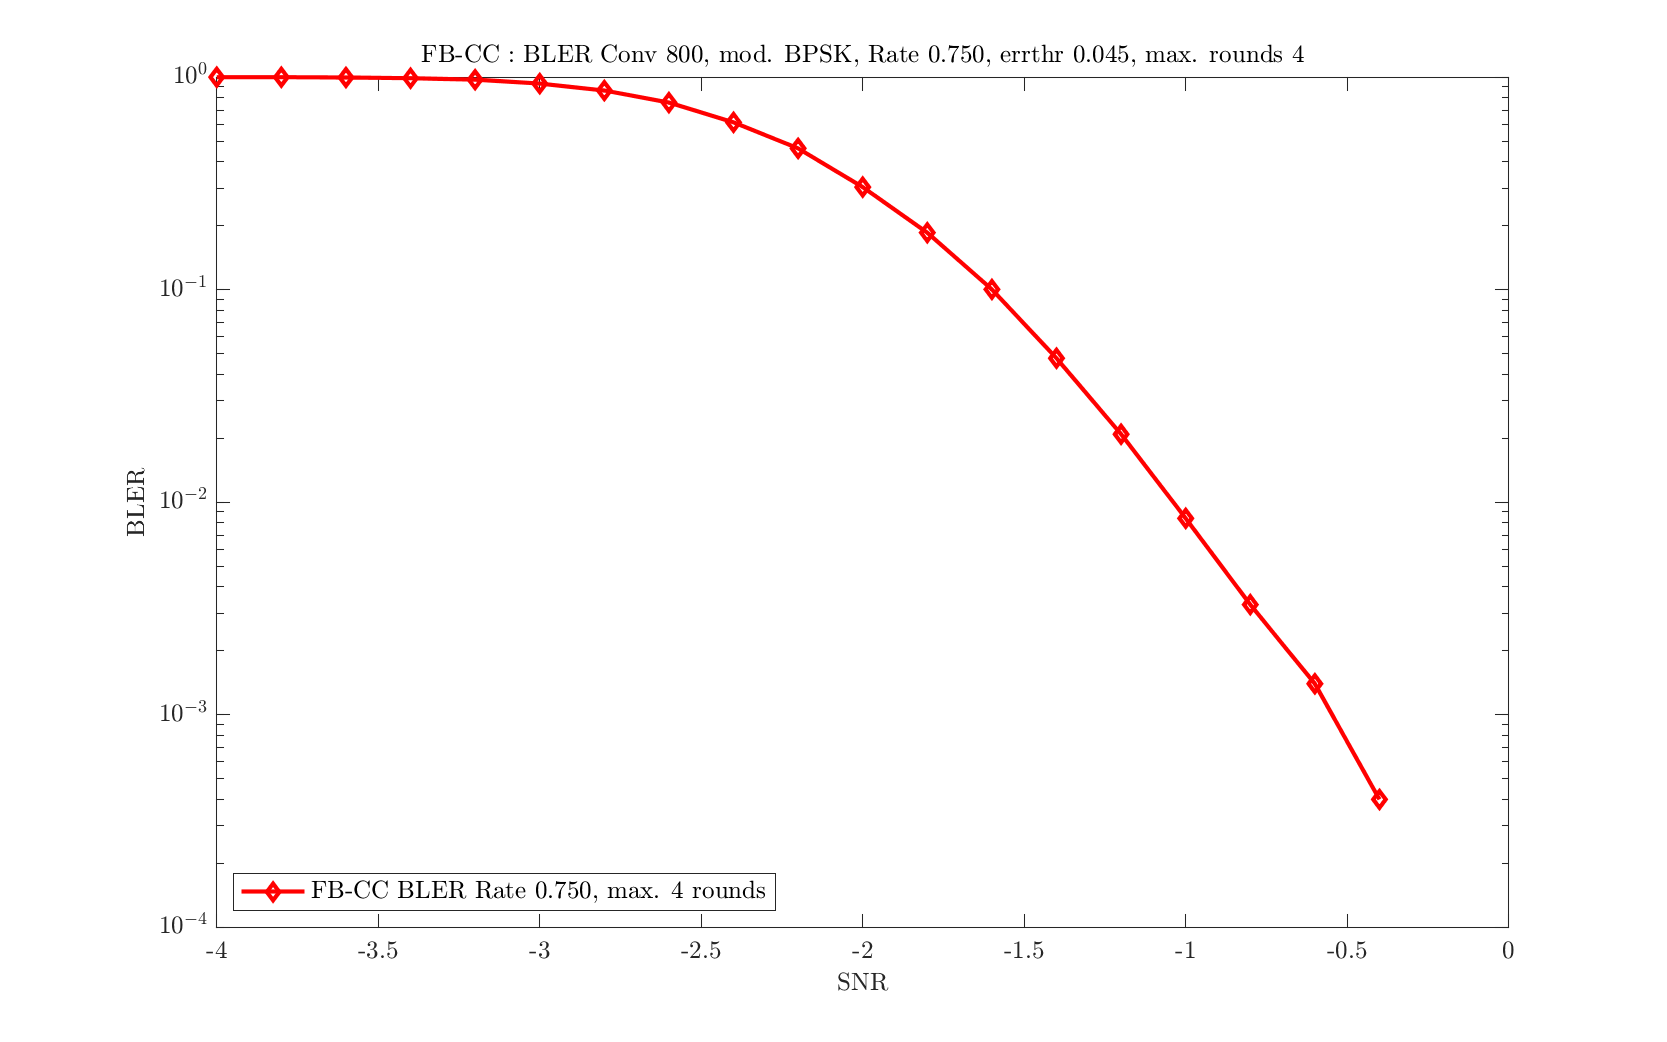 FB-CC : BLER Conv 800, mod. BPSK, Rate 0.750, errthr 0.045, max. rounds 4
10^0
10^-1
10^-2
10^-3
10^-4
BLER
FB-CC BLER Rate 0.750, max. 4 rounds
-4 -3.5 -3 -2.5 -2 -1.5 -1 -0.5 0
SNR